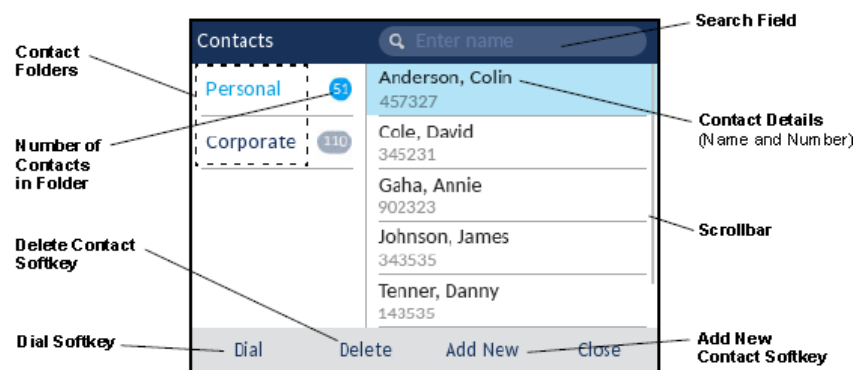 Search Field
Contacts
Enter name
Contact
Folders
Personal
51
Anderson, Colin
457327
Contact Details
(Name and Number)
Number of
Contacts
in Folder
Corporate
110
Cole, David
345231
Gaha, Annie
902323
Scrollbar
Delete Contact
Softkey
Johnson, James
343535
Tenner, Danny
143535
Dial Softkey
Dial
Delete
Add New
Close
Add New
Contact Softkey